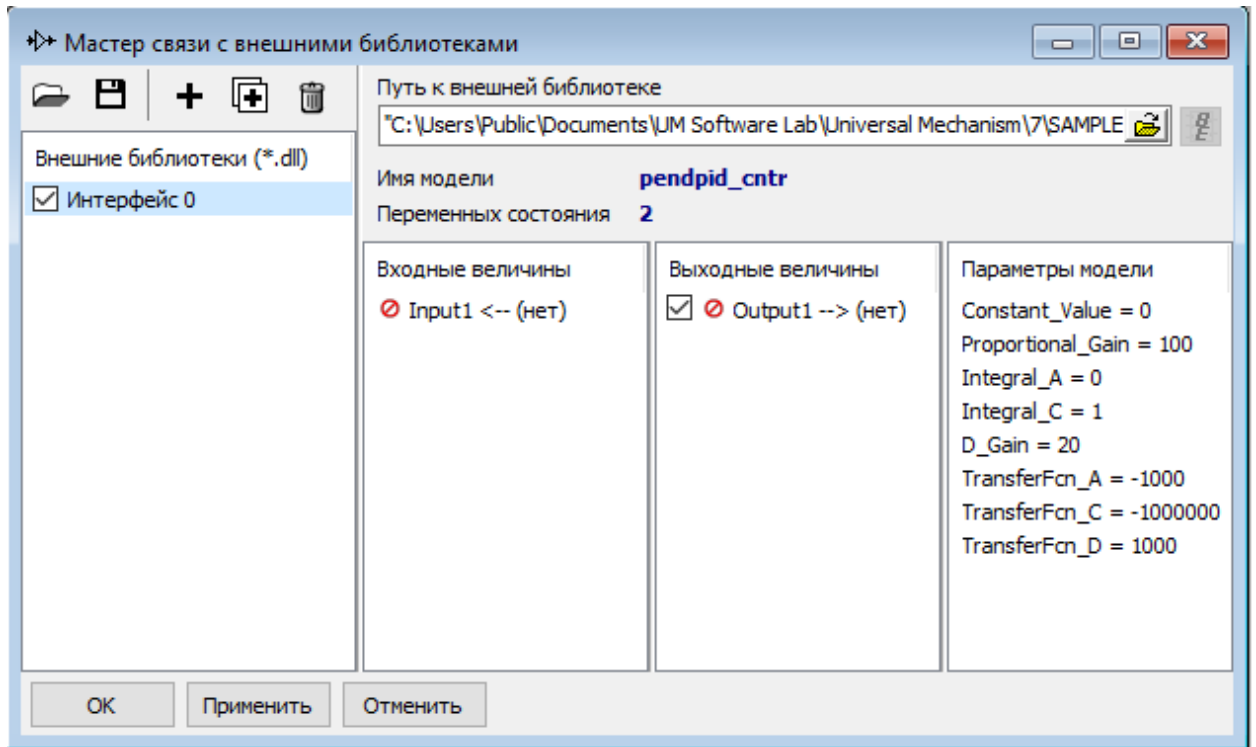 Мастер связи с внешними библиотеками
Внешние библиотеки (*.dll)
Интерфейс 0
Путь к внешней библиотеке
"C:\Users\Public\Documents\UM Software Lab\Universal Mechanism\7\SAMPLE
Имя модели pendpid_cntr
Переменных состояния 2
Входные величины
Input1 <-- (нет)
Выходные величины
Output1 --> (нет)
Параметры модели
Constant_Value = 0
Proportional_Gain = 100
Integral_A = 0
Integral_C = 1
D_Gain = 20
TransferFcn_A = -1000
TransferFcn_C = -1000000
TransferFcn_D = 1000
OK Применить Отменить